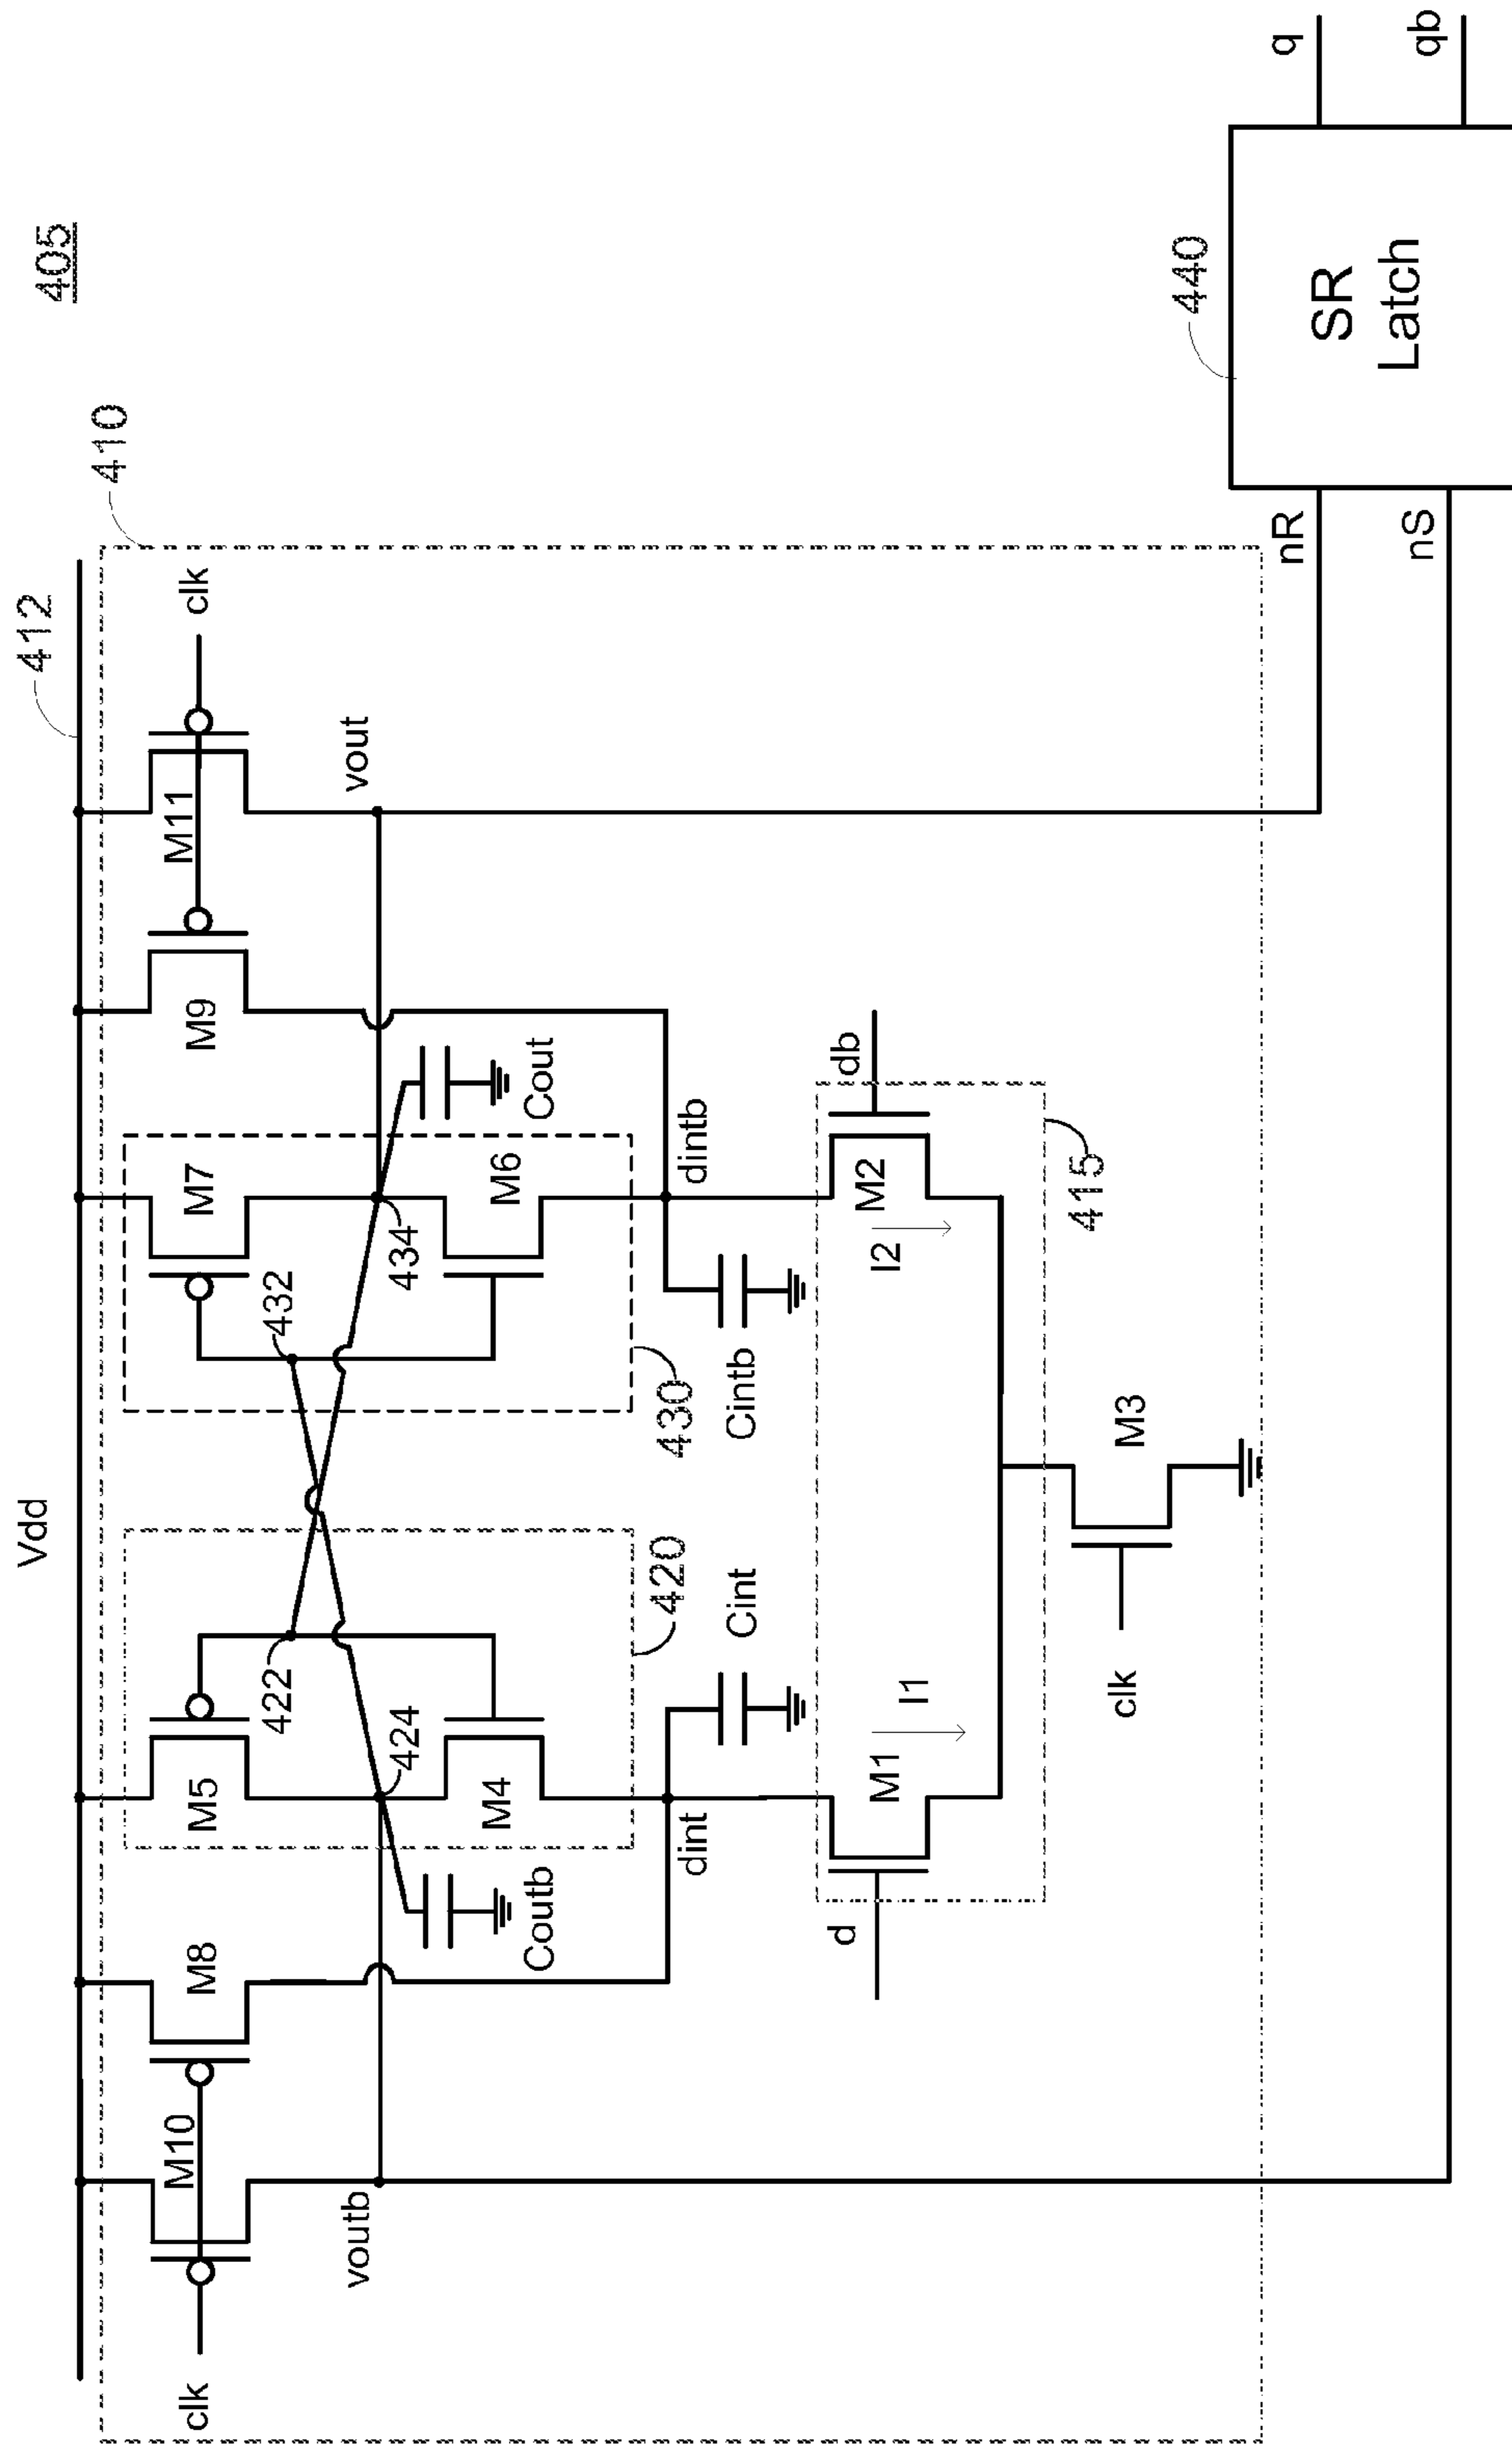 405
Vdd
412
410
clk
M10
M8
M5
422
432
M7
M9
M11
clk
voutb
424
434
vout
Coutb
M4
M6
Cout
420
430
dint
dintb
Cint
Cintb
d
M1
I1
I2
M2
db
415
clk
M3
440
nR
nS
SR
Latch
q
qb